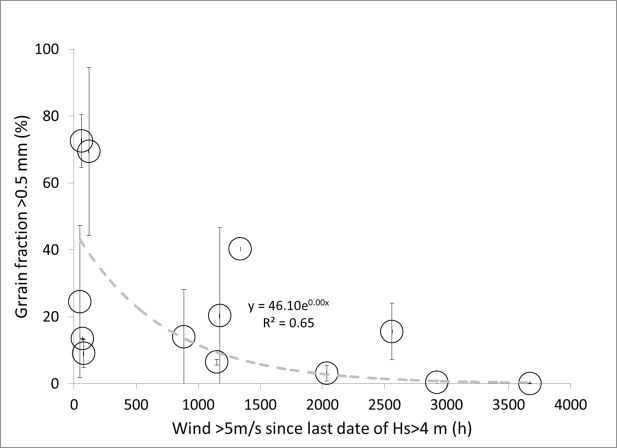 100
80
60
40
20
0
Grrain fraction >0.5 mm (%)
y = 46.10e^0.00x
R² = 0.65
0 500 1000 1500 2000 2500 3000 3500 4000
Wind >5m/s since last date of Hs>4 m (h)